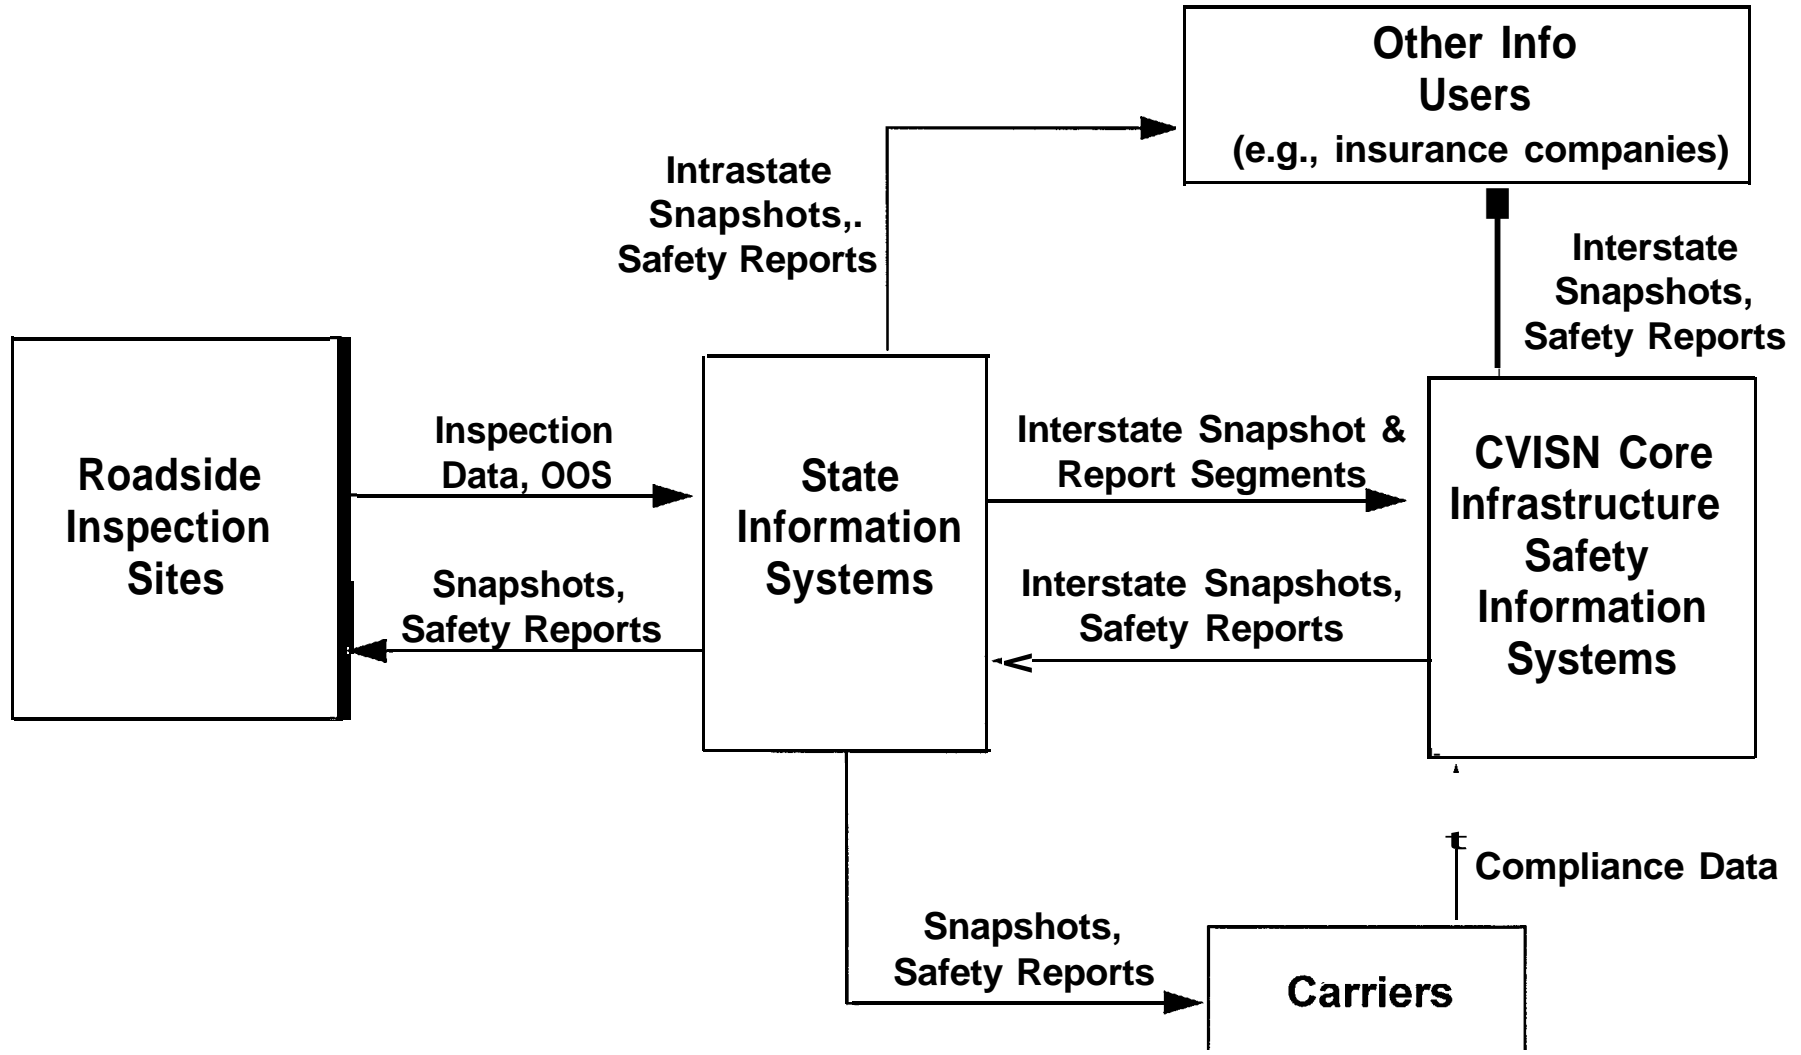 Other Info
Users
(e.g., insurance companies)
Intrastate
Snapshots,.
Safety Reports
Interstate
Snapshots,
Safety Reports
Roadside
Inspection
Sites
Inspection
Data, OOS
Snapshots,
Safety Reports
State
Information
Systems
Interstate Snapshot &
Report Segments
Interstate Snapshots,
Safety Reports
CVISN Core
Infrastructure
Safety
Information
Systems
Compliance Data
Snapshots,
Safety Reports
Carriers